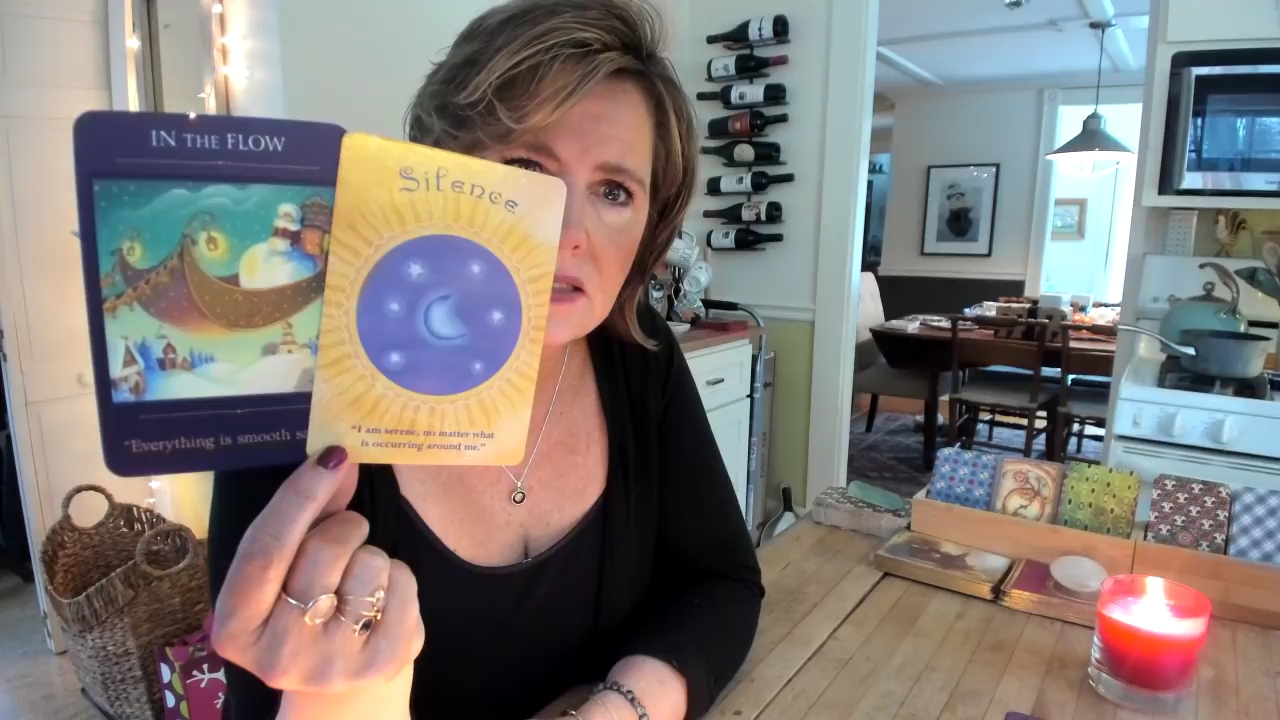 IN THE FLOW
"Everything is smooth
Silence
"I am serene, no matter what
is occurring around me."